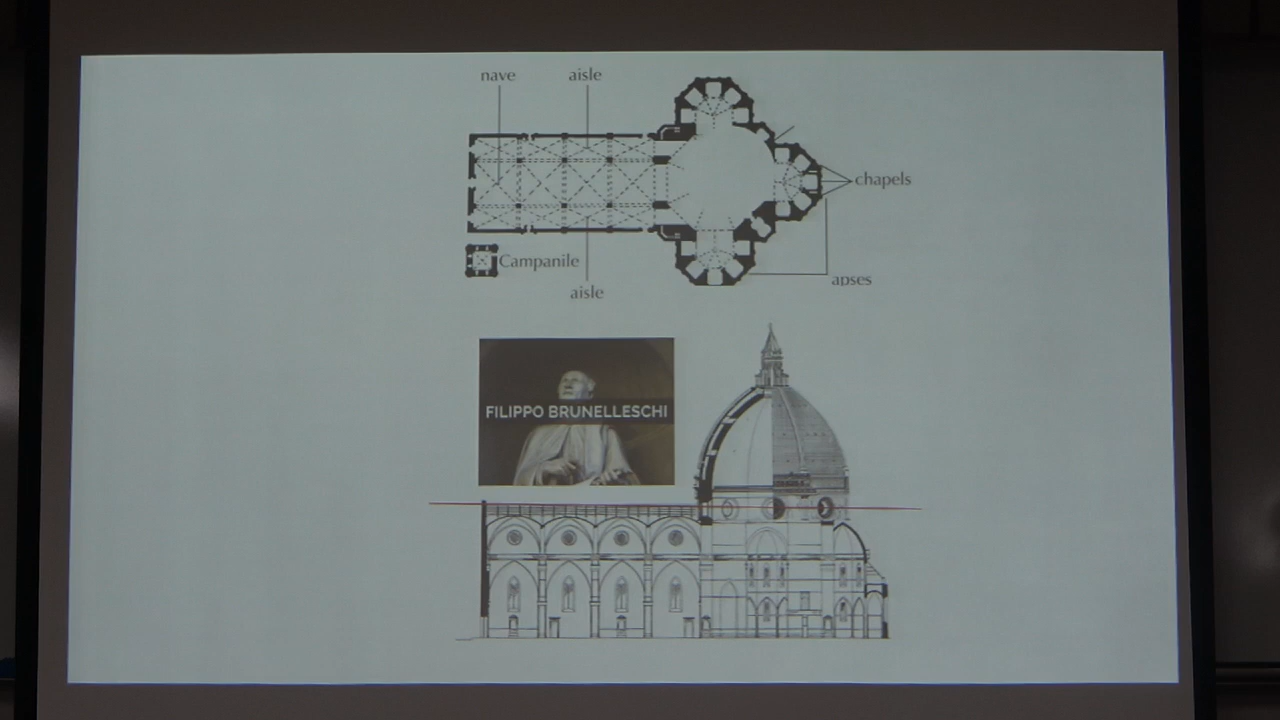 nave
aisle
chapels
Campanile
apses
aisle
FILIPPO BRUNELLESCHI